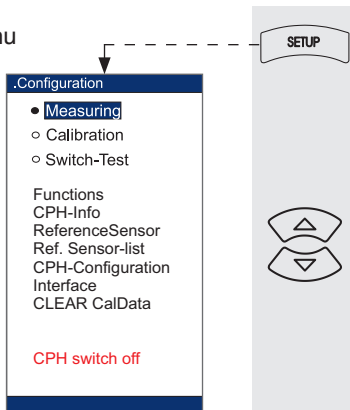 nu
SETUP
.Configuration
Measuring
Calibration
Switch-Test
Functions
CPH-Info
ReferenceSensor
Ref. Sensor-list
CPH-Configuration
Interface
CLEAR CalData
CPH switch off